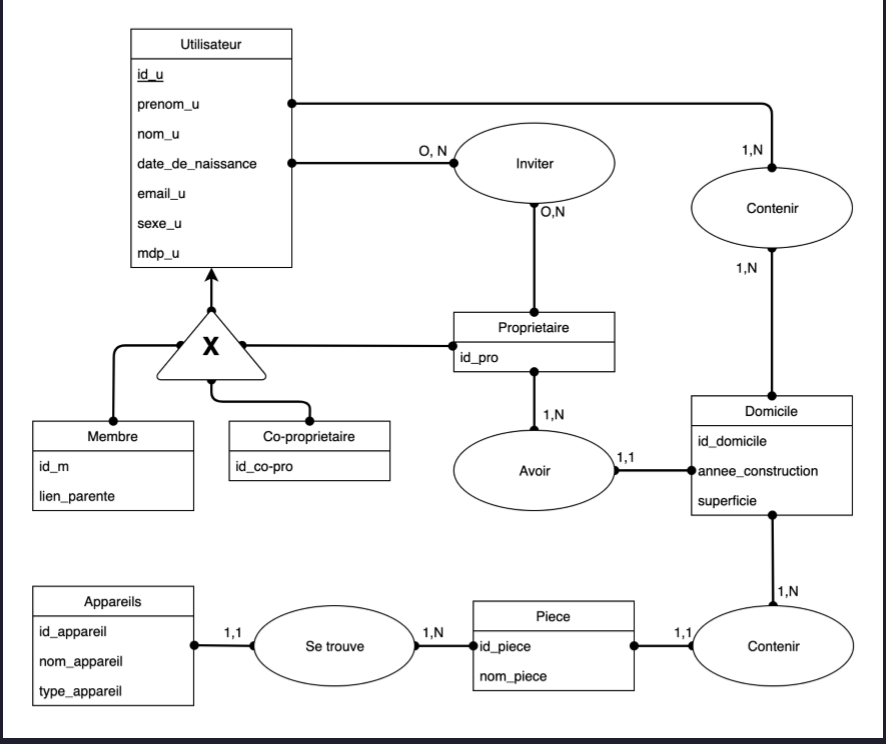 Utilisateur
id_u
prenom_u
nom_u
date_de_naissance
email_u
sexe_u
mdp_u
O, N
Inviter
O,N
1,N
Contenir
1,N
X
Proprietaire
id_pro
Membre
id_m
lien_parente
Co-proprietaire
id_co-pro
1,N
Avoir
1,1
Domicile
id_domicile
annee_construction
superficie
1,N
Appareils
id_appareil
nom_appareil
type_appareil
1,1
Se trouve
1,N
Piece
id_piece
nom_piece
1,1
Contenir